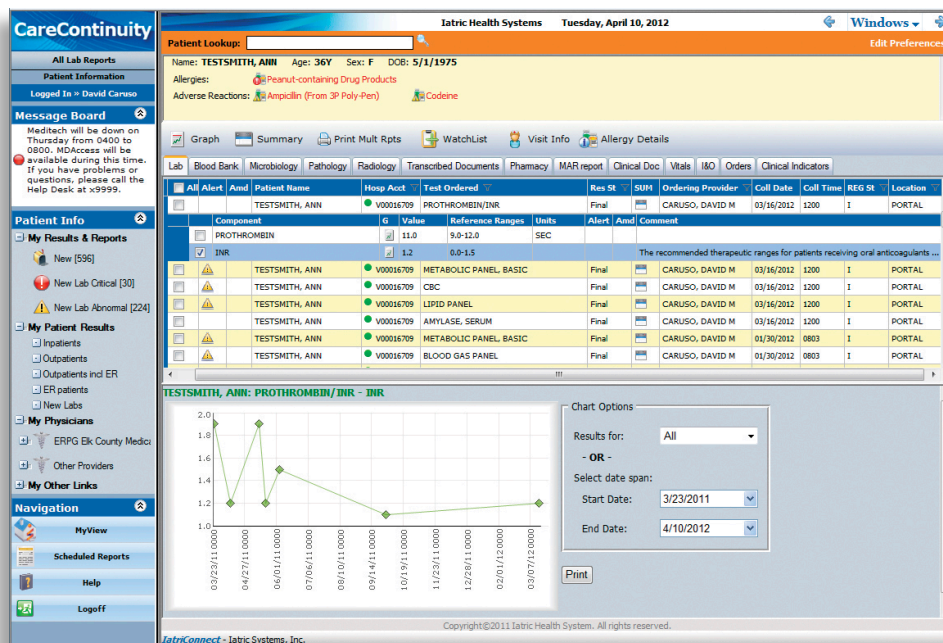 CareContinuity
All Lab Reports
Patient Information
Logged In » David Caruso
Message Board
Meditech will be down on
Thursday from 0400 to
0800. MDAccess will be
available during this time.
If you have problems or
questions, please call the
Help Desk at x9999.
Patient Info
My Results & Reports
New [596]
New Lab Critical [30]
New Lab Abnormal [224]
My Patient Results
Inpatients
Outpatients
Outpatients incl ER
ER patients
New Labs
My Physicians
ERPG Elk County Medica
Other Providers
My Other Links
Navigation
MyView
Scheduled Reports
Help
Logoff
Iatric Health Systems Tuesday, April 10, 2012 Windows
Patient Lookup: Edit Preferences
Name: TESTSMITH, ANN Age: 36Y Sex: F DOB: 5/1/1975
Allergies: Peanut-containing Drug Products
Adverse Reactions: Ampicillin (From 3P Poly-Pen) Codeine
Graph Summary Print Mult Rpts WatchList Visit Info Allergy Details
Lab Blood Bank Microbiology Pathology Radiology Transcribed Documents Pharmacy MAR report Clinical Doc Vitals I&O Orders Clinical Indicators
All Alert Amd Patient Name Hosp Acct Test Ordered Res St SUM Ordering Provider Coll Date Coll Time REG St Location
TESTSMITH, ANN V00016709 PROTHROMBIN/INR Final CARUSO, DAVID M 03/16/2012 1200 I PORTAL
Component G Value Reference Ranges Units Alert Amd Comment
PROTHROMBIN 11.0 9.0-12.0 SEC
INR 1.2 0.0-1.5 The recommended therapeutic ranges for patients receiving oral anticoagulants ...
TESTSMITH, ANN V00016709 METABOLIC PANEL, BASIC Final CARUSO, DAVID M 03/16/2012 1200 I PORTAL
TESTSMITH, ANN V00016709 CBC Final CARUSO, DAVID M 03/16/2012 1200 I PORTAL
TESTSMITH, ANN V00016709 LIPID PANEL Final CARUSO, DAVID M 03/16/2012 1200 I PORTAL
TESTSMITH, ANN V00016709 AMYLASE, SERUM Final CARUSO, DAVID M 03/16/2012 1200 I PORTAL
TESTSMITH, ANN V00016709 METABOLIC PANEL, BASIC Final CARUSO, DAVID M 01/30/2012 0803 I PORTAL
TESTSMITH, ANN V00016709 BLOOD GAS PANEL Final CARUSO, DAVID M 01/30/2012 0803 I PORTAL
TESTSMITH, ANN: PROTHROMBIN/INR - INR
2.0
1.8
1.6
1.4
1.2
1.0
03/23/11 0000
04/27/11 0000
06/01/11 0000
07/06/11 0000
08/10/11 0000
09/14/11 0000
10/19/11 0000
11/23/11 0000
12/28/11 0000
02/01/12 0000
03/07/12 0000
Chart Options
Results for: All
- OR -
Select date span:
Start Date: 3/23/2011
End Date: 4/10/2012
Print
Copyright©2011 Iatric Health System. All rights reserved.
IatriConnect - Iatric Systems, Inc.